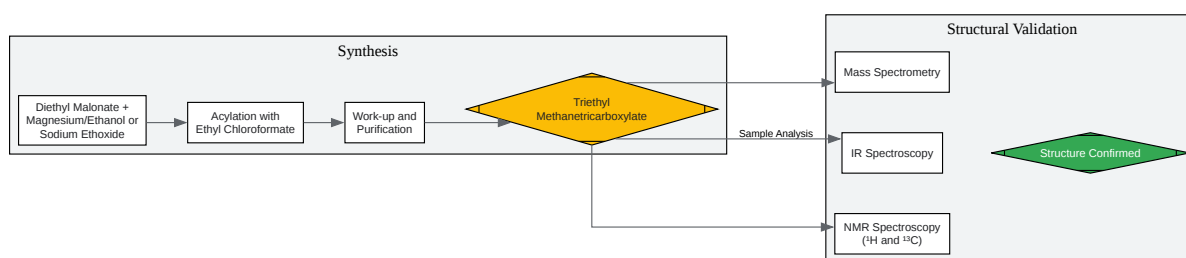 Synthesis
Diethyl Malonate +
Magnesium/Ethanol or
Sodium Ethoxide
Acylation with
Ethyl Chloroformate
Work-up and
Purification
Triethyl
Methanetricarboxylate
Sample Analysis
Structural Validation
Mass Spectrometry
IR Spectroscopy
NMR Spectroscopy
(¹H and ¹³C)
Structure Confirmed